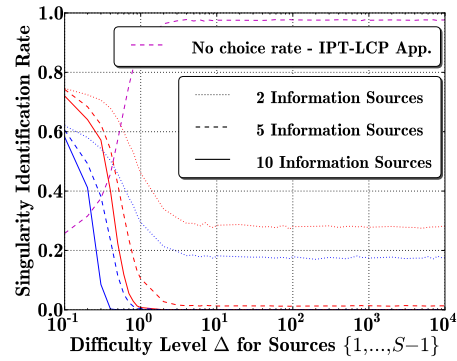 Singularity Identification Rate
1.0
0.8
0.6
0.4
0.2
0.0
No choice rate - IPT-LCP App.
2 Information Sources
5 Information Sources
10 Information Sources
10^-1 10^0 10^1 10^2 10^3 10^4
Difficulty Level Δ for Sources {1,...,S−1}